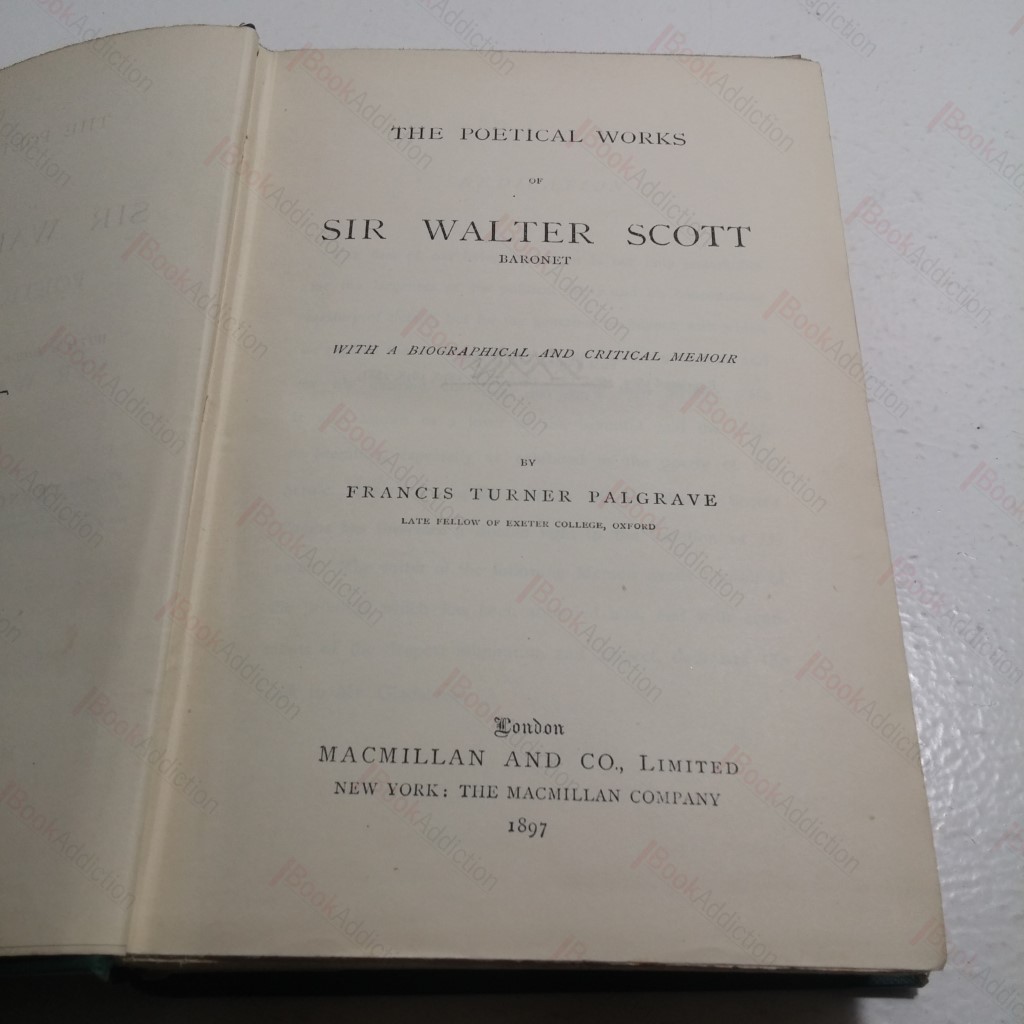 THE POETICAL WORKS
OF
SIR WALTER SCOTT
BARONET
WITH A BIOGRAPHICAL AND CRITICAL MEMOIR
BY
FRANCIS TURNER PALGRAVE
LATE FELLOW OF EXETER COLLEGE, OXFORD
London
MACMILLAN AND CO., LIMITED
NEW YORK: THE MACMILLAN COMPANY
1897
BookAddiction